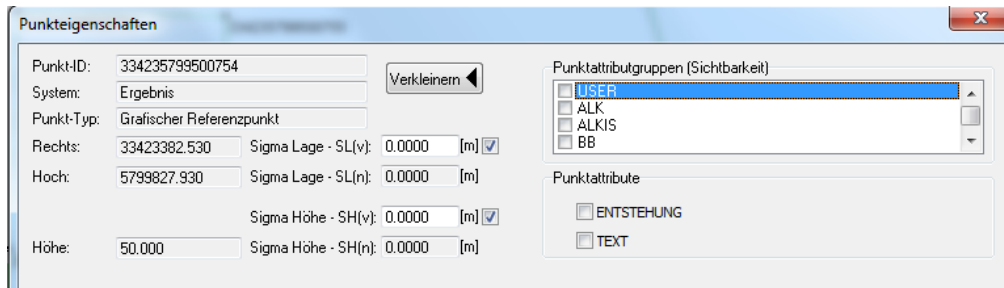 Punkteigenschaften
Punkt-ID: 334235799500754
Verkleinern
System: Ergebnis
Punkt-Typ: Grafischer Referenzpunkt
Rechts: 33423382.530 Sigma Lage - SL(v): 0.0000 [m]
Hoch: 5799827.930 Sigma Lage - SL(n): 0.0000 [m]
Sigma Höhe - SH(v): 0.0000 [m]
Höhe: 50.000 Sigma Höhe - SH(n): 0.0000 [m]
Punktattributgruppen (Sichtbarkeit)
USER
ALK
ALKIS
BB
Punktattribute
ENTSTEHUNG
TEXT